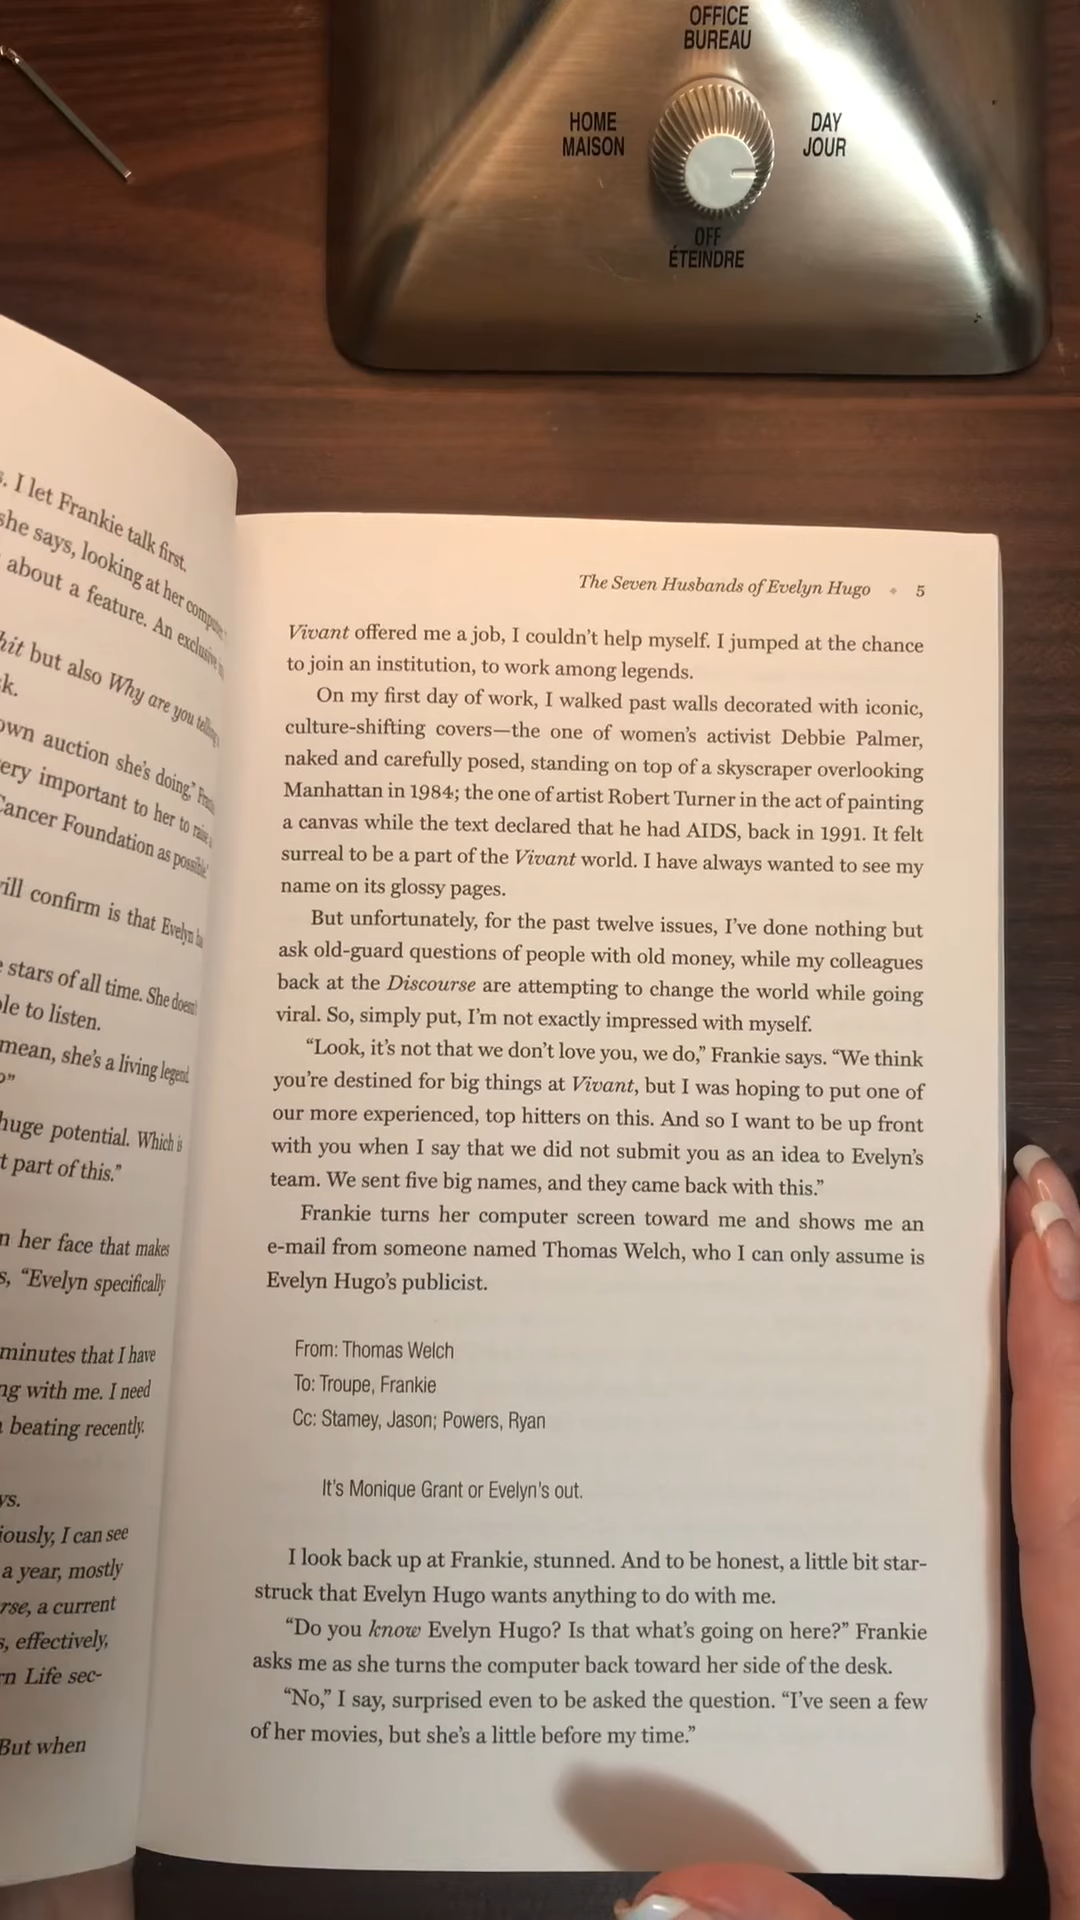 OFFICE
BUREAU
HOME
MAISON
DAY
JOUR
OFF
ÉTEINDRE
s. I let Frankie talk first.
she says, looking at her
about a feature. An exclusive
but also Why are you telling
k.
own auction she's doing,"
ery important to her to raise
Cancer Foundation as possible."
will confirm is that Evelyn
stars of all time. She doesn't
ple to listen.
mean, she's a living legend.
?"
huge potential. Which is
t part of this."
n her face that makes
s, "Evelyn specifically
minutes that I have
ng with me. I need
beating recently.
ys.
iously, I can see
a year, mostly
rse, a current
s, effectively,
rn Life sec-
But when
The Seven Husbands of Evelyn Hugo • 5
Vivant offered me a job, I couldn't help myself. I jumped at the chance
to join an institution, to work among legends.
On my first day of work, I walked past walls decorated with iconic,
culture-shifting covers—the one of women's activist Debbie Palmer,
naked and carefully posed, standing on top of a skyscraper overlooking
Manhattan in 1984; the one of artist Robert Turner in the act of painting
a canvas while the text declared that he had AIDS, back in 1991. It felt
surreal to be a part of the Vivant world. I have always wanted to see my
name on its glossy pages.
But unfortunately, for the past twelve issues, I've done nothing but
ask old-guard questions of people with old money, while my colleagues
back at the Discourse are attempting to change the world while going
viral. So, simply put, I'm not exactly impressed with myself.
"Look, it's not that we don't love you, we do," Frankie says. "We think
you're destined for big things at Vivant, but I was hoping to put one of
our more experienced, top hitters on this. And so I want to be up front
with you when I say that we did not submit you as an idea to Evelyn's
team. We sent five big names, and they came back with this."
Frankie turns her computer screen toward me and shows me an
e-mail from someone named Thomas Welch, who I can only assume is
Evelyn Hugo's publicist.
From: Thomas Welch
To: Troupe, Frankie
Cc: Stamey, Jason; Powers, Ryan
It's Monique Grant or Evelyn's out.
I look back up at Frankie, stunned. And to be honest, a little bit star-
struck that Evelyn Hugo wants anything to do with me.
"Do you know Evelyn Hugo? Is that what's going on here?" Frankie
asks me as she turns the computer back toward her side of the desk.
"No," I say, surprised even to be asked the question. "I've seen a few
of her movies, but she's a little before my time."